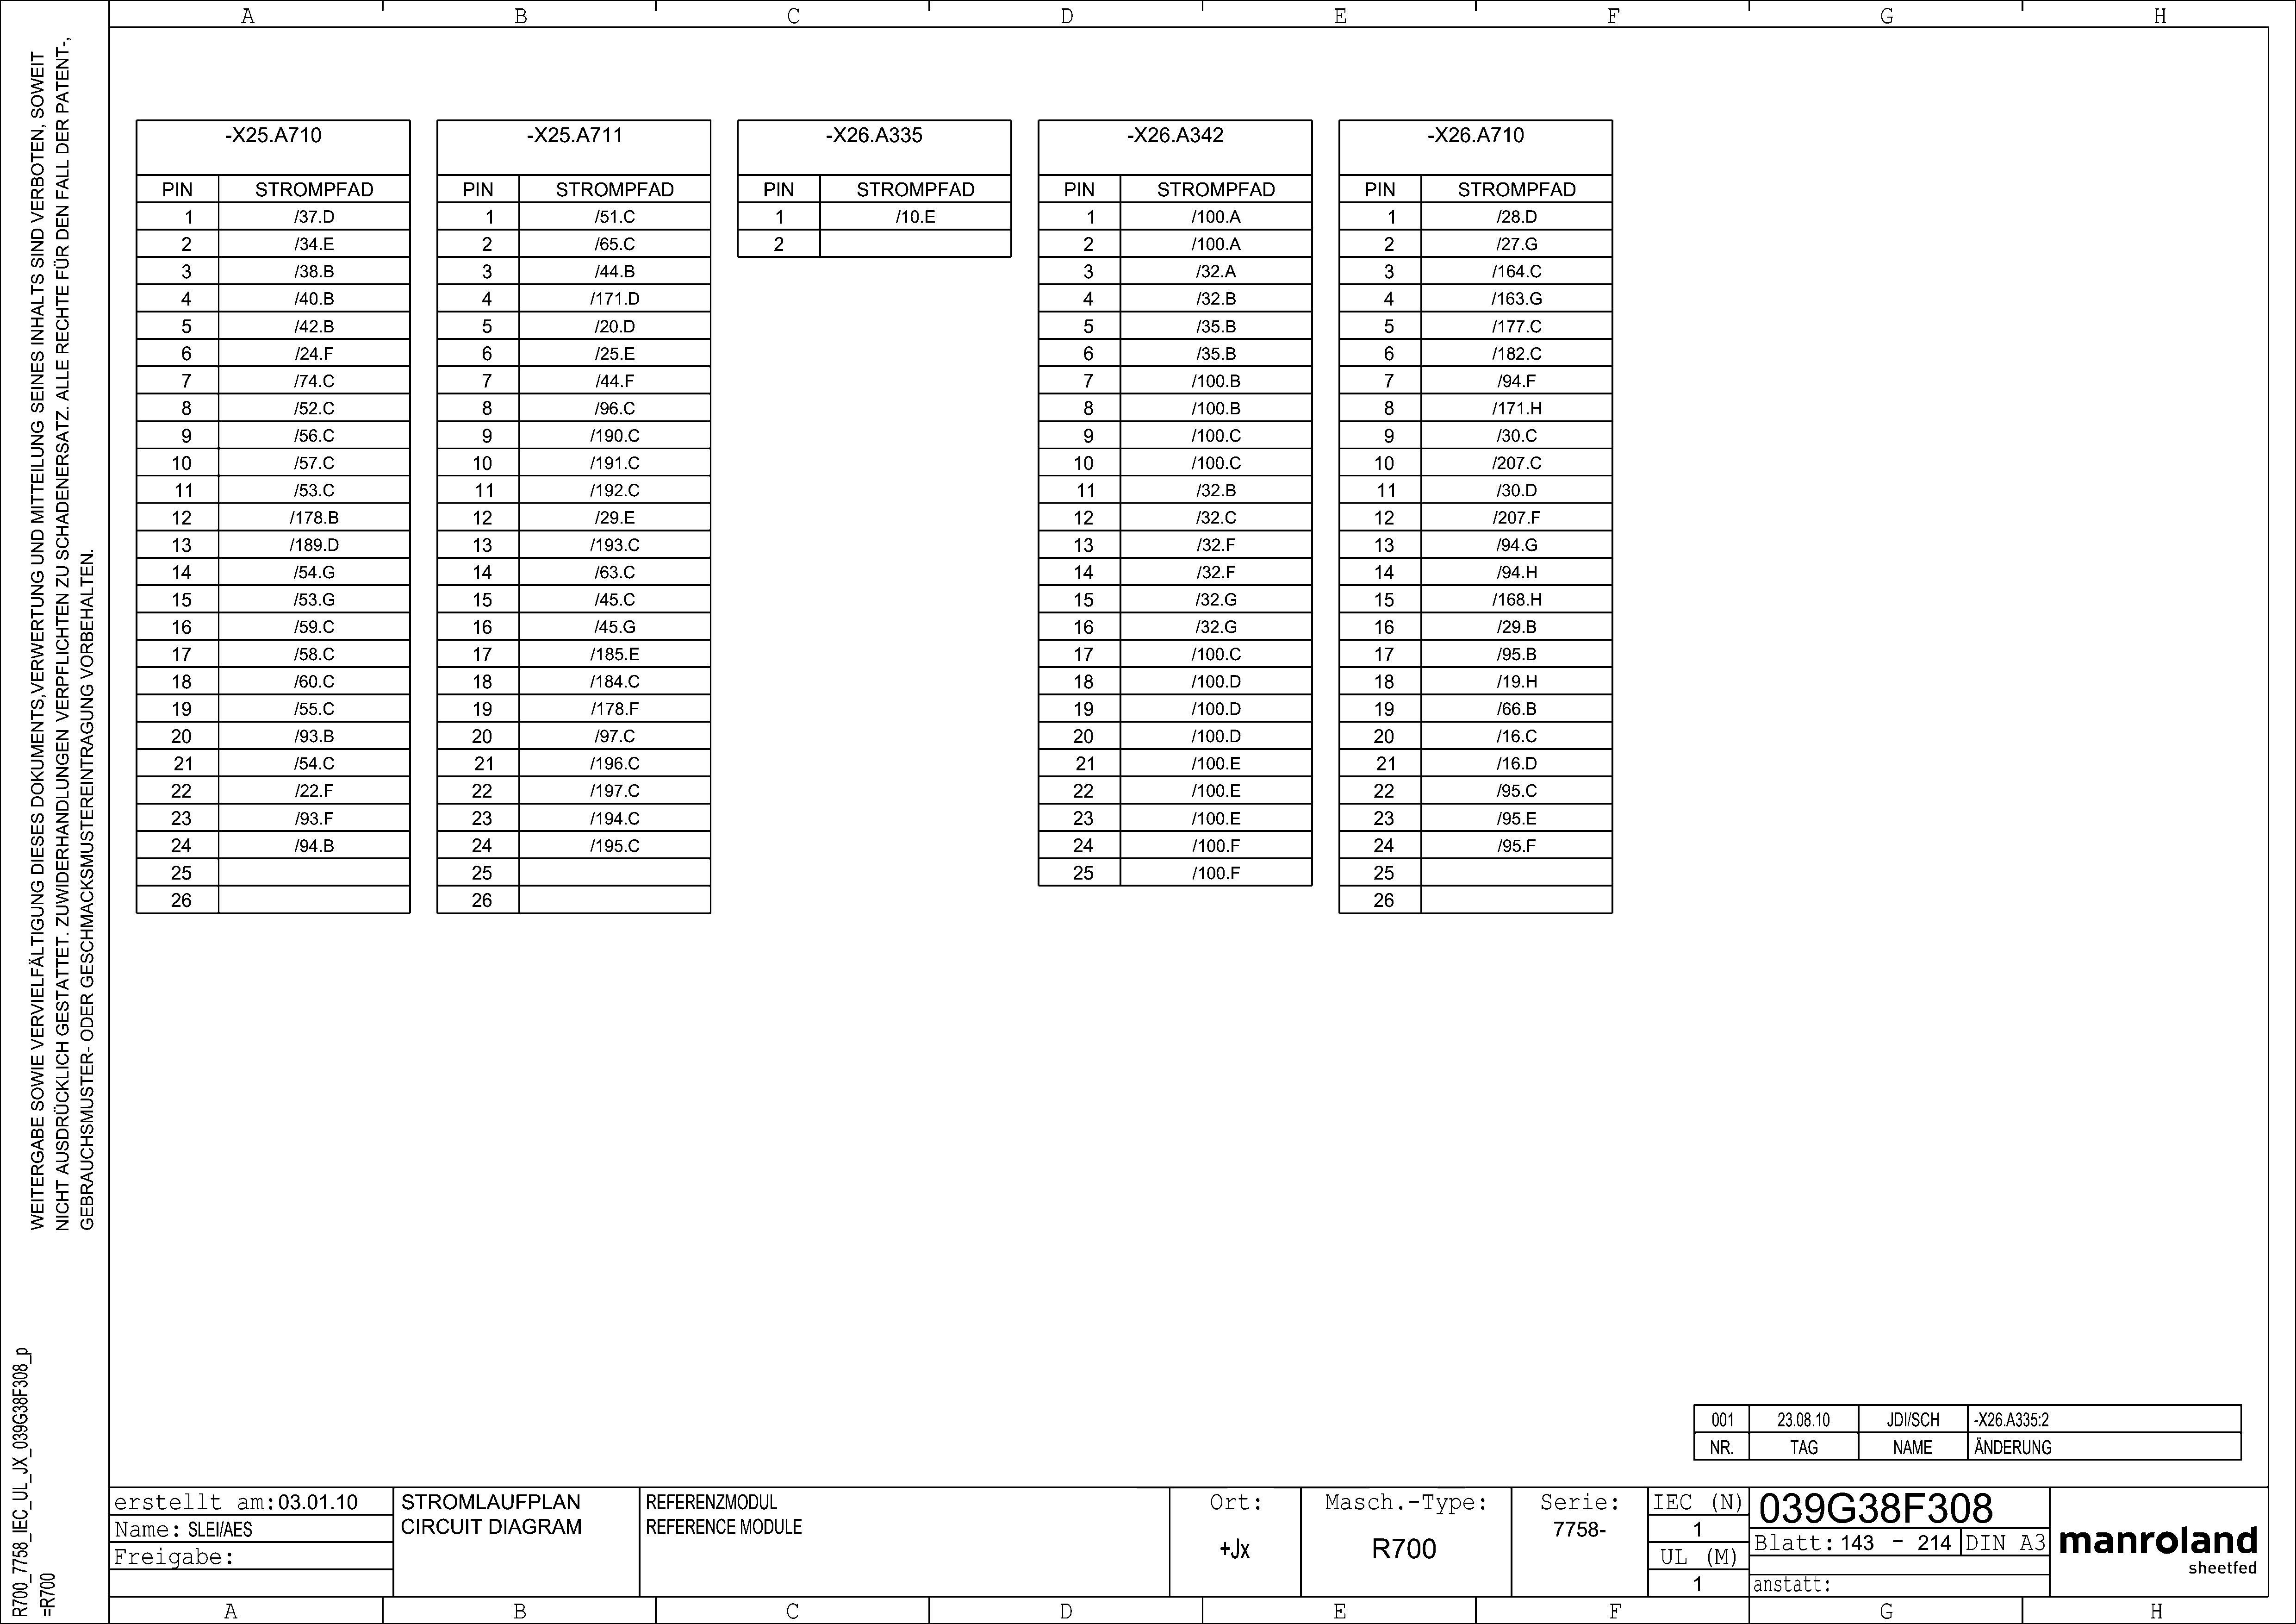 A B C D E F G H
WEITERGABE SOWIE VERVIELFÄLTIGUNG DIESES DOKUMENTS,VERWERTUNG UND MITTEILUNG SEINES INHALTS SIND VERBOTEN, SOWEIT
NICHT AUSDRÜCKLICH GESTATTET. ZUWIDERHANDLUNGEN VERPFLICHTEN ZU SCHADENERSATZ. ALLE RECHTE FÜR DEN FALL DER PATENT-,
GEBRAUCHSMUSTER- ODER GESCHMACKSMUSTEREINTRAGUNG VORBEHALTEN.
R700_7758_IEC_UL_JX_039G38F308_p
=R700
-X25.A710
PIN STROMPFAD
1 /37.D
2 /34.E
3 /38.B
4 /40.B
5 /42.B
6 /24.F
7 /74.C
8 /52.C
9 /56.C
10 /57.C
11 /53.C
12 /178.B
13 /189.D
14 /54.G
15 /53.G
16 /59.C
17 /58.C
18 /60.C
19 /55.C
20 /93.B
21 /54.C
22 /22.F
23 /93.F
24 /94.B
25
26
-X25.A711
PIN STROMPFAD
1 /51.C
2 /65.C
3 /44.B
4 /171.D
5 /20.D
6 /25.E
7 /44.F
8 /96.C
9 /190.C
10 /191.C
11 /192.C
12 /29.E
13 /193.C
14 /63.C
15 /45.C
16 /45.G
17 /185.E
18 /184.C
19 /178.F
20 /97.C
21 /196.C
22 /197.C
23 /194.C
24 /195.C
25
26
-X26.A335
PIN STROMPFAD
1 /10.E
2
-X26.A342
PIN STROMPFAD
1 /100.A
2 /100.A
3 /32.A
4 /32.B
5 /35.B
6 /35.B
7 /100.B
8 /100.B
9 /100.C
10 /100.C
11 /32.B
12 /32.C
13 /32.F
14 /32.F
15 /32.G
16 /32.G
17 /100.C
18 /100.D
19 /100.D
20 /100.D
21 /100.E
22 /100.E
23 /100.E
24 /100.F
25 /100.F
-X26.A710
PIN STROMPFAD
1 /28.D
2 /27.G
3 /164.C
4 /163.G
5 /177.C
6 /182.C
7 /94.F
8 /171.H
9 /30.C
10 /207.C
11 /30.D
12 /207.F
13 /94.G
14 /94.H
15 /168.H
16 /29.B
17 /95.B
18 /19.H
19 /66.B
20 /16.C
21 /16.D
22 /95.C
23 /95.E
24 /95.F
25
26
001 23.08.10 JDI/SCH -X26.A335:2
NR. TAG NAME ÄNDERUNG
erstellt am: 03.01.10
Name: SLEI/AES
Freigabe:
STROMLAUFPLAN
CIRCUIT DIAGRAM
REFERENZMODUL
REFERENCE MODULE
Ort:
+Jx
Masch.-Type:
R700
Serie:
7758-
IEC (N)
1
UL (M)
1
039G38F308
Blatt: 143 - 214 DIN A3
anstatt:
manroland
sheetfed
A B C D E F G H